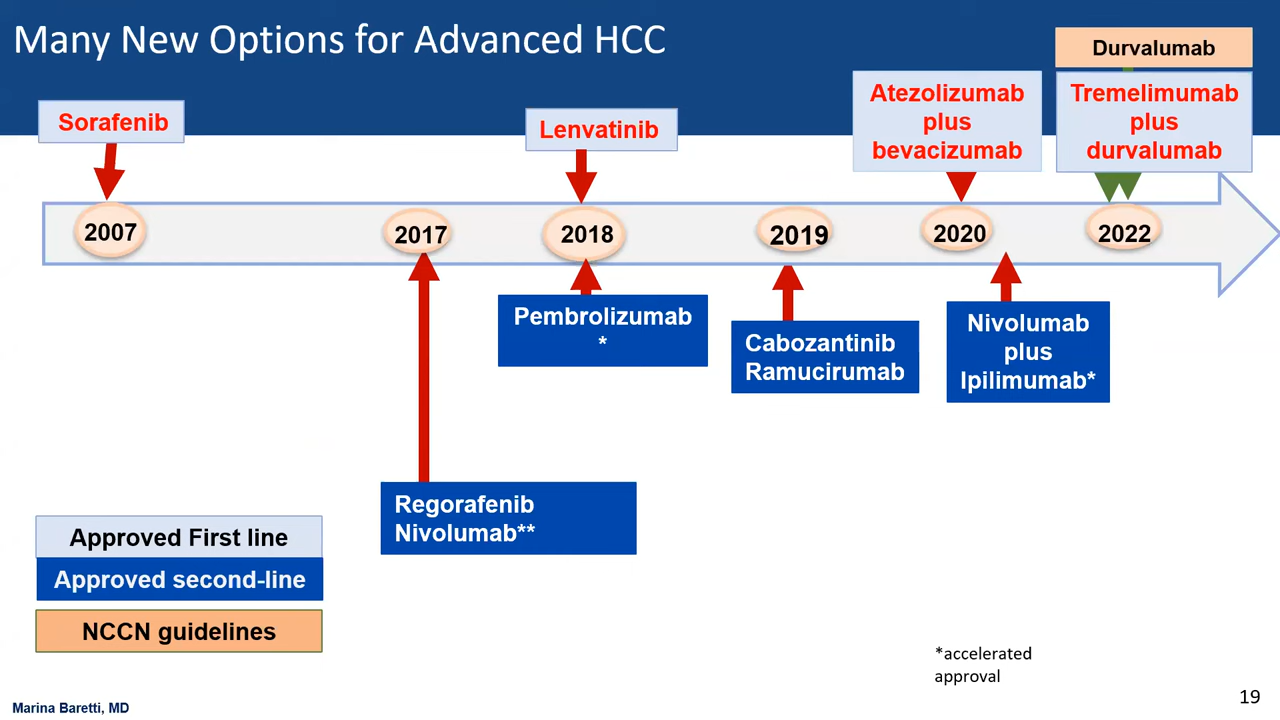 Many New Options for Advanced HCC
Durvalumab
Sorafenib
Lenvatinib
Atezolizumab
plus
bevacizumab
Tremelimumab
plus
durvalumab
2007
2017
2018
2019
2020
2022
Pembrolizumab
*
Cabozantinib
Ramucirumab
Nivolumab
plus
Ipilimumab*
Regorafenib
Nivolumab**
Approved First line
Approved second-line
NCCN guidelines
*accelerated
approval
Marina Baretti, MD
19